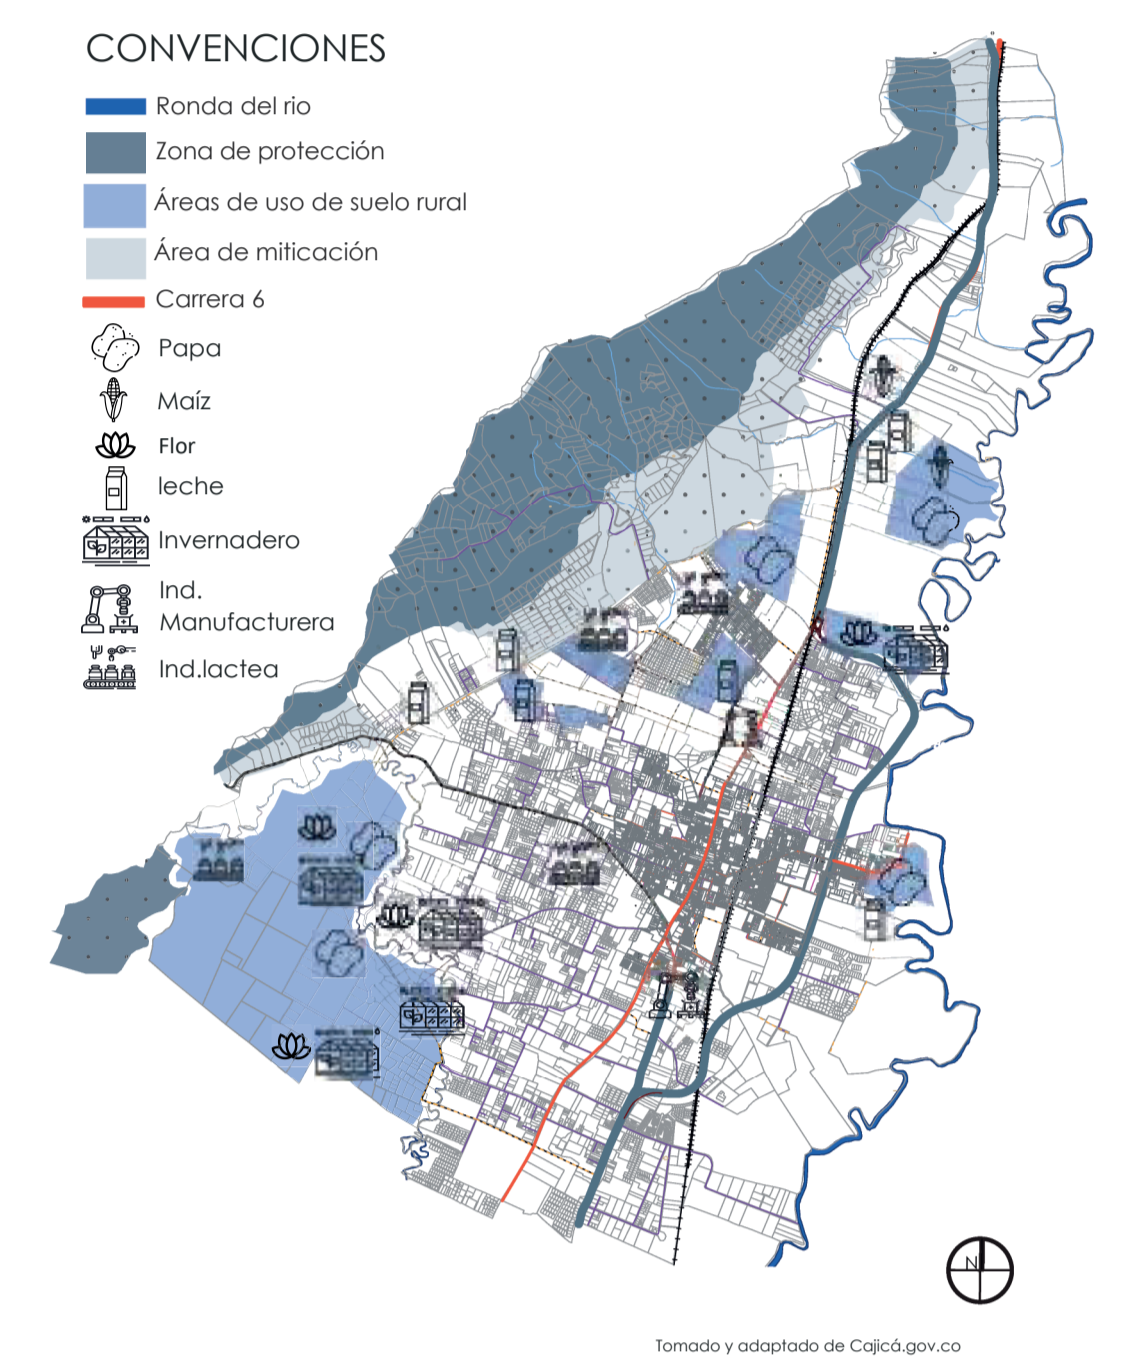 CONVENCIONES
Ronda del rio
Zona de protección
Áreas de uso de suelo rural
Área de miticación
Carrera 6
Papa
Maíz
Flor
leche
Invernadero
Ind.
Manufacturera
Ind.lactea
N
Tomado y adaptado de Cajicá.gov.co